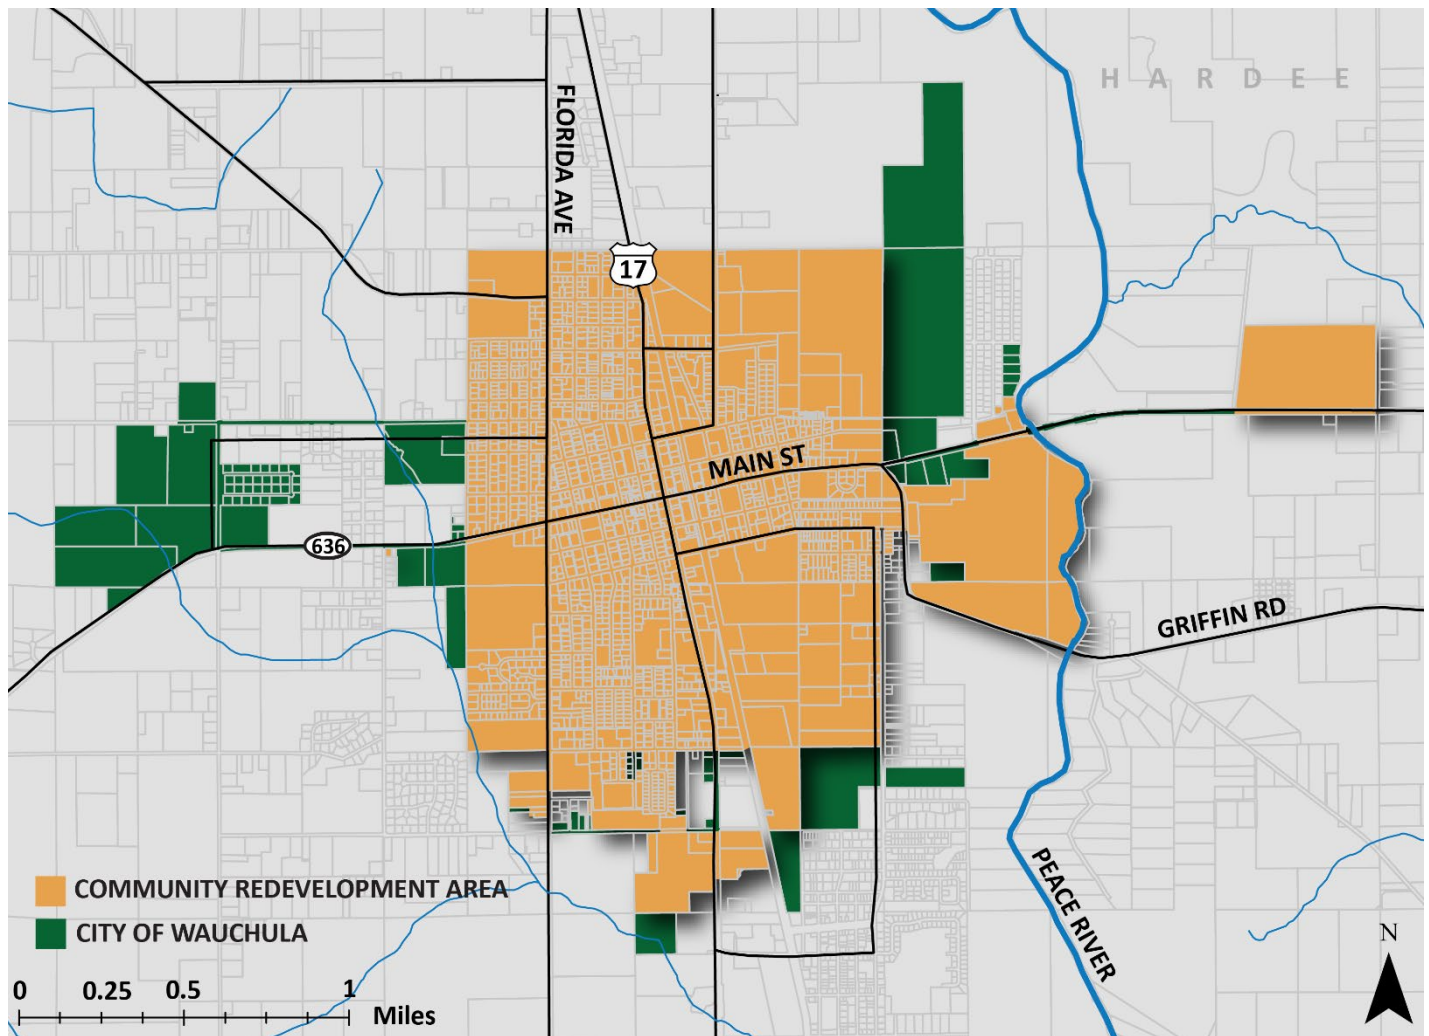 HARDEE
FLORIDA AVE
17
MAIN ST
636
GRIFFIN RD
PEACE RIVER
COMMUNITY REDEVELOPMENT AREA
CITY OF WAUCHULA
0 0.25 0.5 1
Miles
N